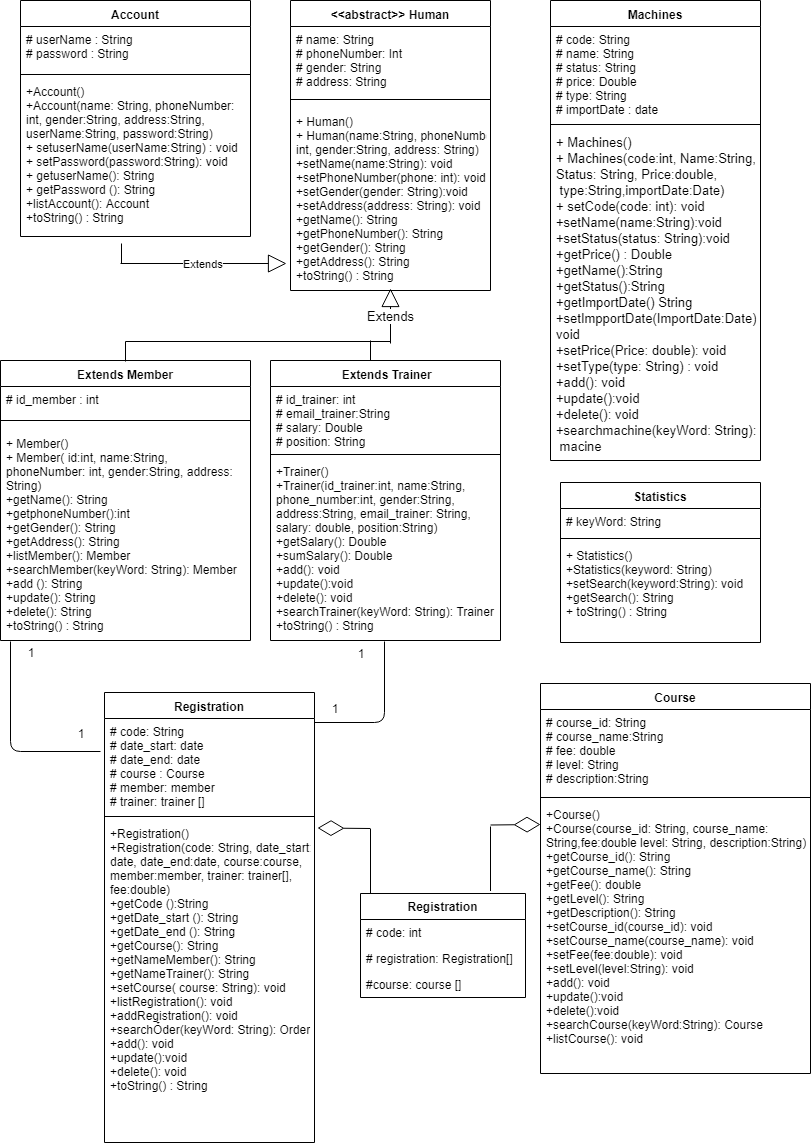 Account
# userName : String
# password : String
+Account()
+Account(name: String, phoneNumber:
int, gender:String, address:String,
userName:String, password:String)
+ setuserName(userName:String) : void
+ setPassword(password:String): void
+ getuserName(): String
+ getPassword (): String
+listAccount(): Account
+toString() : String
<<abstract>> Human
# name: String
# phoneNumber: Int
# gender: String
# address: String
+ Human()
+ Human(name:String, phoneNumb
int, gender:String, address: String)
+setName(name:String): void
+setPhoneNumber(phone: int): void
+setGender(gender: String):void
+setAddress(address: String): void
+getName(): String
+getPhoneNumber(): String
+getGender(): String
+getAddress(): String
+toString() : String
Machines
# code: String
# name: String
# status: String
# price: Double
# type: String
# importDate : date
+ Machines()
+ Machines(code:int, Name:String,
Status: String, Price:double,
type:String,importDate:Date)
+ setCode(code: int): void
+setName(name:String):void
+setStatus(status: String):void
+getPrice() : Double
+getName():String
+getStatus():String
+getImportDate() String
+setImpportDate(ImportDate:Date)
void
+setPrice(Price: double): void
+setType(type: String) : void
+add(): void
+update():void
+delete(): void
+searchmachine(keyWord: String):
macine
Extends
Extends
Extends Member
# id_member : int
+ Member()
+ Member( id:int, name:String,
phoneNumber: int, gender:String, address:
String)
+getName(): String
+getphoneNumber():int
+getGender(): String
+getAddress(): String
+listMember(): Member
+searchMember(keyWord: String): Member
+add (): String
+update(): String
+delete(): String
+toString() : String
Extends Trainer
# id_trainer: int
# email_trainer:String
# salary: Double
# position: String
+Trainer()
+Trainer(id_trainer:int, name:String,
phone_number:int, gender:String,
address:String, email_trainer: String,
salary: double, position:String)
+getSalary(): Double
+sumSalary(): Double
+add(): void
+update():void
+delete(): void
+searchTrainer(keyWord: String): Trainer
+toString() : String
Statistics
# keyWord: String
+ Statistics()
+Statistics(keyword: String)
+setSearch(keyword:String): void
+getSearch(): String
+ toString() : String
1
1
1
1
Registration
# code: String
# date_start: date
# date_end: date
# course : Course
# member: member
# trainer: trainer []
+Registration()
+Registration(code: String, date_start
date, date_end:date, course:course,
member:member, trainer: trainer[],
fee:double)
+getCode ():String
+getDate_start (): String
+getDate_end (): String
+getCourse(): String
+getNameMember(): String
+getNameTrainer(): String
+setCourse( course: String): void
+listRegistration(): void
+addRegistration(): void
+searchOder(keyWord: String): Order
+add(): void
+update():void
+delete(): void
+toString() : String
Registration
# code: int
# registration: Registration[]
#course: course []
Course
# course_id: String
# course_name:String
# fee: double
# level: String
# description:String
+Course()
+Course(course_id: String, course_name:
String,fee:double level: String, description:String)
+getCourse_id(): String
+getCourse_name(): String
+getFee(): double
+getLevel(): String
+getDescription(): String
+setCourse_id(course_id): void
+setCourse_name(course_name): void
+setFee(fee:double): void
+setLevel(level:String): void
+add(): void
+update():void
+delete():void
+searchCourse(keyWord:String): Course
+listCourse(): void